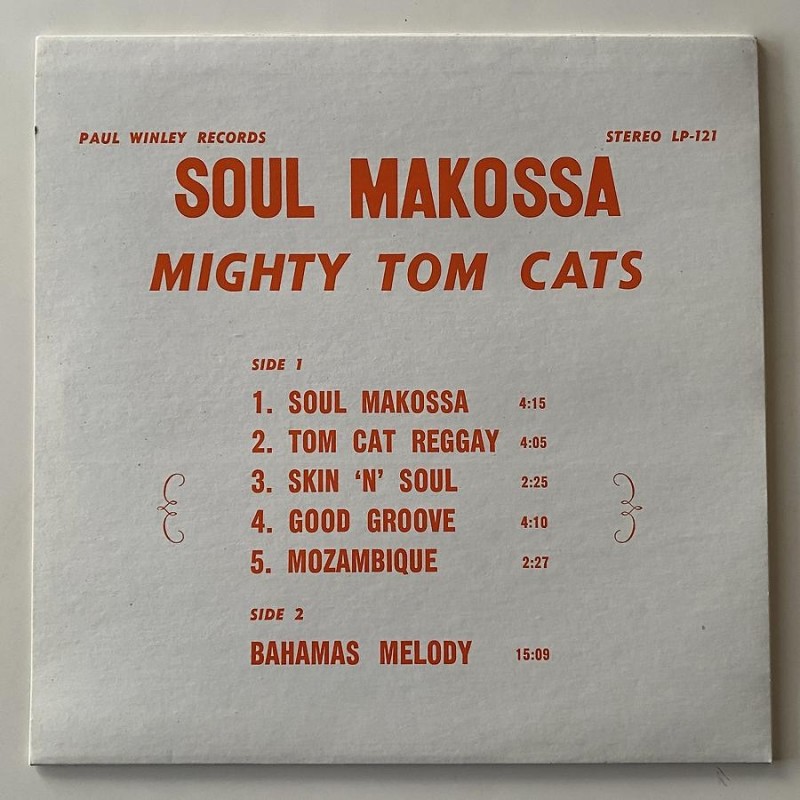 PAUL WINLEY RECORDS STEREO LP-121
SOUL MAKOSSA
MIGHTY TOM CATS
SIDE 1
1. SOUL MAKOSSA 4:15
2. TOM CAT REGGAY 4:05
3. SKIN 'N' SOUL 2:25
4. GOOD GROOVE 4:10
5. MOZAMBIQUE 2:27
SIDE 2
BAHAMAS MELODY 15:09